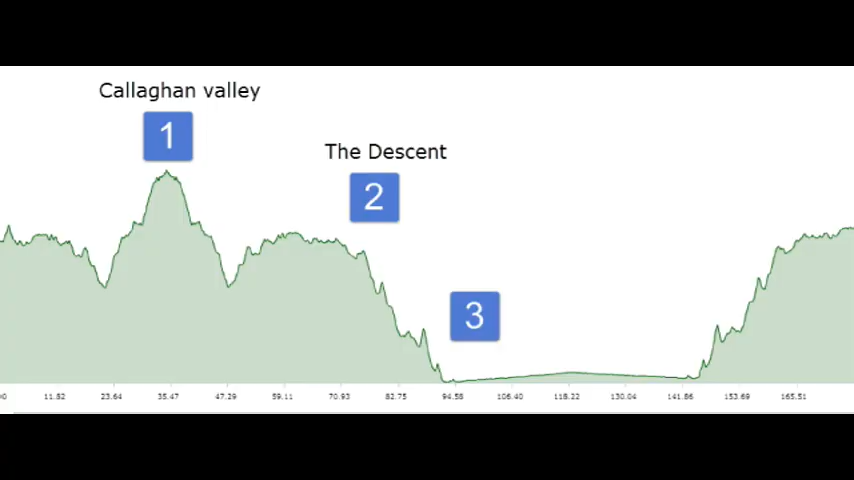 Callaghan valley
1
The Descent
2
3
00 11.82 23.64 35.47 47.29 59.11 70.93 82.75 94.58 106.40 118.22 130.04 141.86 153.69 165.51